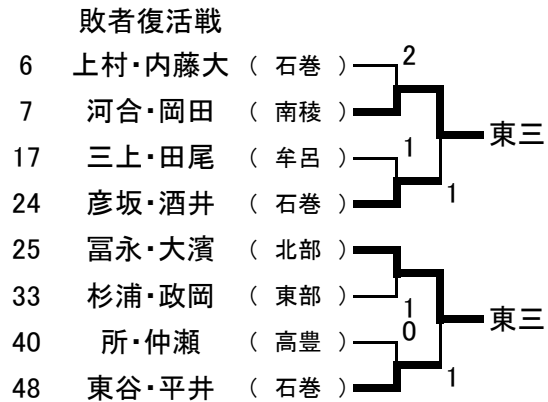 敗者復活戦
6 上村・内藤大 （ 石巻 ） 2
7 河合・岡田 （ 南稜 ）
東三
17 三上・田尾 （ 牟呂 ） 1
24 彦坂・酒井 （ 石巻 ） 1
25 冨永・大濱 （ 北部 ）
33 杉浦・政岡 （ 東部 ） 1
東三
40 所・仲瀬 （ 高豊 ） 0
48 東谷・平井 （ 石巻 ） 1